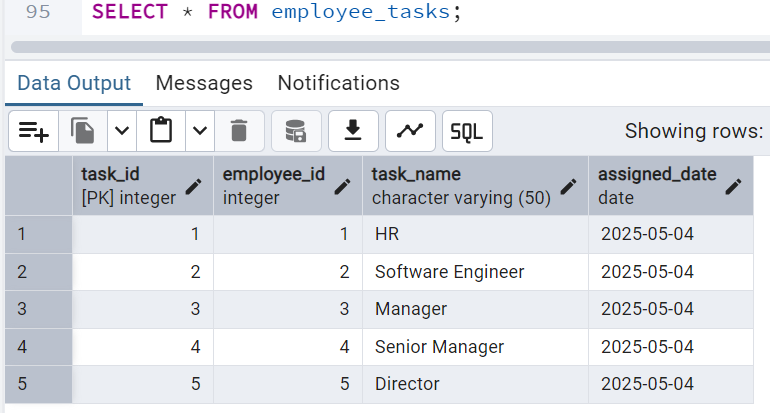 95 SELECT * FROM employee_tasks;
Data Output Messages Notifications
SQL Showing rows:
task_id employee_id task_name assigned_date
[PK] integer integer character varying (50) date
1 1 1 HR 2025-05-04
2 2 2 Software Engineer 2025-05-04
3 3 3 Manager 2025-05-04
4 4 4 Senior Manager 2025-05-04
5 5 5 Director 2025-05-04